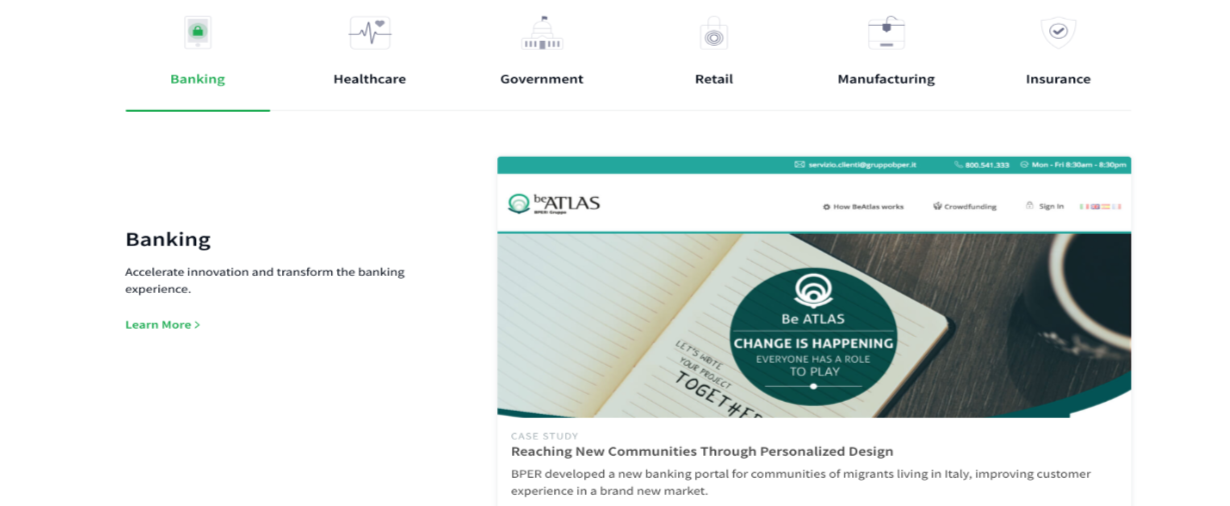 Banking
Healthcare
Government
Retail
Manufacturing
Insurance
servizio.clienti@gruppobper.it
800.541.333
Mon - Fri 8:30am - 8:30pm
beATLAS
BPER: Gruppo
How BeAtlas works
Crowdfunding
Sign In
Banking
Accelerate innovation and transform the banking
experience.
Learn More >
Be ATLAS
CHANGE IS HAPPENING
EVERYONE HAS A ROLE
TO PLAY
LET'S WRITE
YOUR PROJECT
TOGETHER
CASE STUDY
Reaching New Communities Through Personalized Design
BPER developed a new banking portal for communities of migrants living in Italy, improving customer
experience in a brand new market.